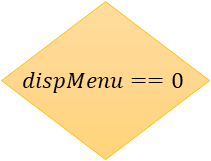 dispMenu == 0